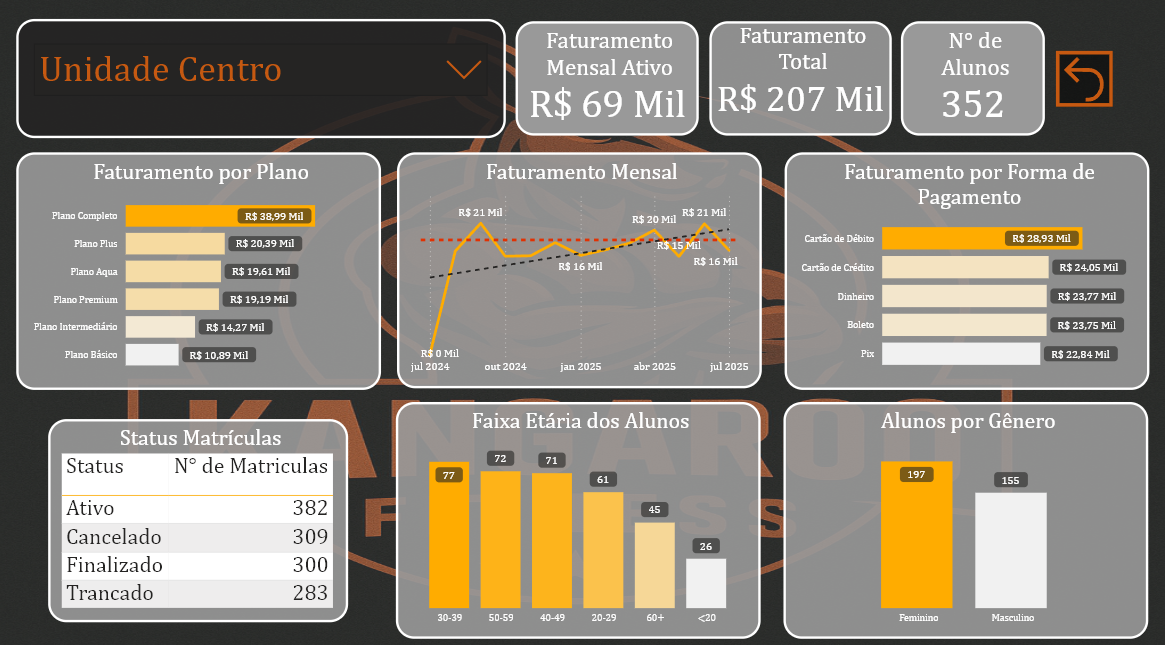 Unidade Centro
Faturamento
Mensal Ativo
R$ 69 Mil
Faturamento
Total
R$ 207 Mil
N° de
Alunos
352
Faturamento por Plano
Plano Completo
R$ 38,99 Mil
Plano Plus
R$ 20,39 Mil
Plano Aqua
R$ 19,61 Mil
Plano Premium
R$ 19,19 Mil
Plano Intermediário
R$ 14,27 Mil
Plano Básico
R$ 10,89 Mil
Faturamento Mensal
R$ 21 Mil
R$ 20 Mil
R$ 21 Mil
R$ 15 Mil
R$ 16 Mil
R$ 16 Mil
R$ 0 Mil
jul 2024
out 2024
jan 2025
abr 2025
jul 2025
Faturamento por Forma de
Pagamento
Cartão de Débito
R$ 28,93 Mil
Cartão de Crédito
R$ 24,05 Mil
Dinheiro
R$ 23,77 Mil
Boleto
R$ 23,75 Mil
Pix
R$ 22,84 Mil
Status Matrículas
Status N° de Matriculas
Ativo 382
Cancelado 309
Finalizado 300
Trancado 283
Faixa Etária dos Alunos
77
72
71
61
45
26
30-39
50-59
40-49
20-29
60+
<20
Alunos por Gênero
197
155
Feminino
Masculino
KANGAROO
FITNESS